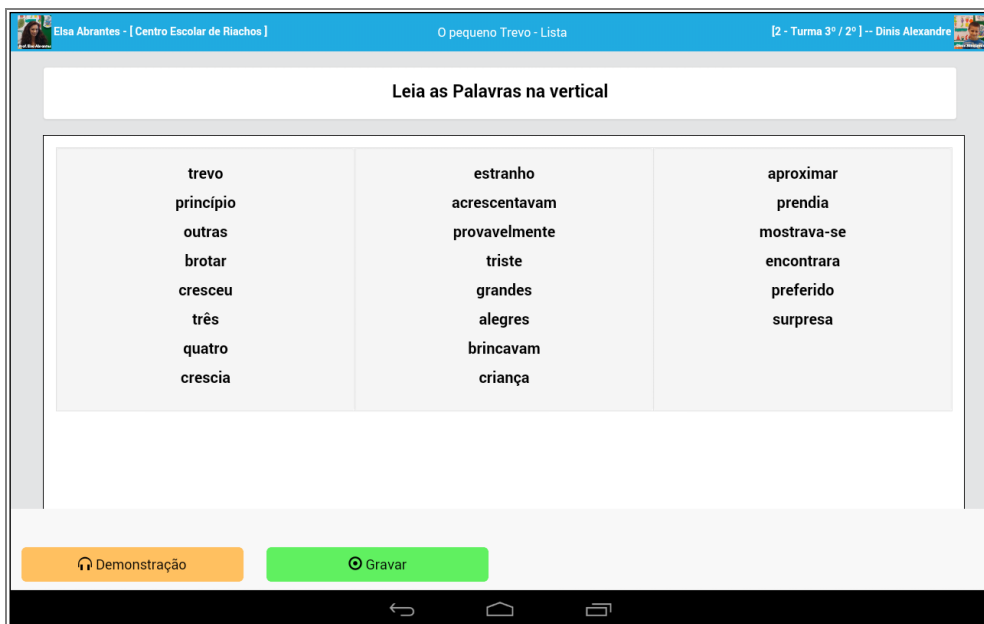 Elsa Abrantes - [ Centro Escolar de Riachos ]
O pequeno Trevo - Lista
[2 - Turma 3º / 2º ] -- Dinis Alexandre
Leia as Palavras na vertical
trevo
princípio
outras
brotar
cresceu
três
quatro
crescia
estranho
acrescentavam
provavelmente
triste
grandes
alegres
brincavam
criança
aproximar
prendia
mostrava-se
encontrara
preferido
surpresa
Demonstração
Gravar